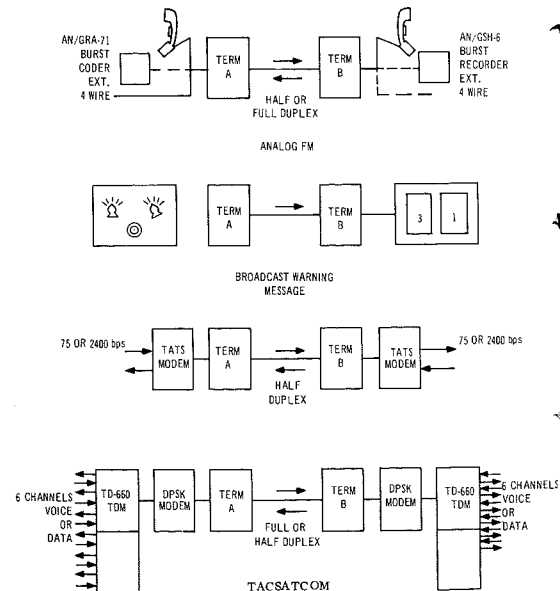 AN/GRA-71
BURST
CODER
EXT.
4 WIRE
TERM
A
HALF OR
FULL DUPLEX
TERM
B
AN/GSH-6
BURST
RECORDER
EXT.
4 WIRE
ANALOG FM
TERM
A
TERM
B
3 1
BROADCAST WARNING
MESSAGE
75 OR 2400 bps
TATS
MODEM
TERM
A
HALF
DUPLEX
TERM
B
TATS
MODEM
75 OR 2400 bps
6 CHANNELS
VOICE
OR
DATA
TD-660
TDM
DPSK
MODEM
TERM
A
FULL OR
HALF DUPLEX
TERM
B
DPSK
MODEM
TD-660
TDM
6 CHANNELS
VOICE
OR
DATA
TACSATCOM